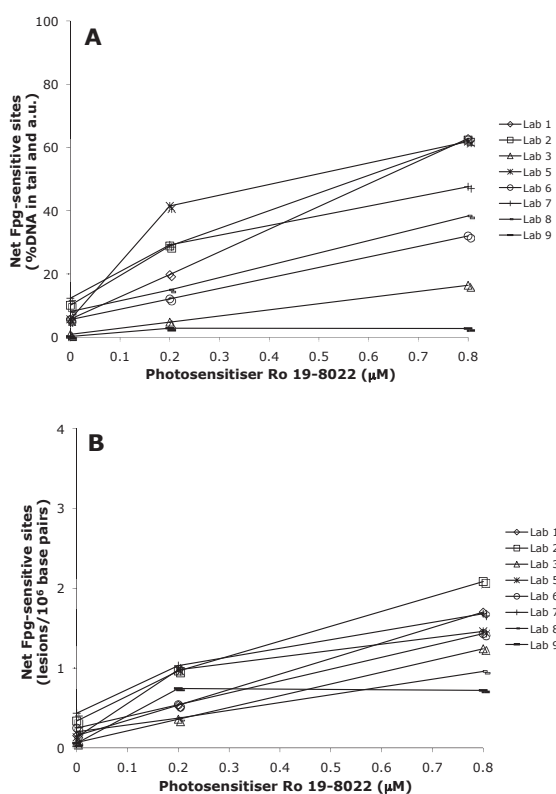 A
100
80
60
40
20
0
Net Fpg-sensitive sites
(%DNA in tail and a.u.)
0 0.1 0.2 0.3 0.4 0.5 0.6 0.7 0.8
Photosensitiser Ro 19-8022 (µM)
Lab 1
Lab 2
Lab 3
Lab 5
Lab 6
Lab 7
Lab 8
Lab 9
B
4
3
2
1
0
Net Fpg-sensitive sites
(lesions/10⁶ base pairs)
0 0.1 0.2 0.3 0.4 0.5 0.6 0.7 0.8
Photosensitiser Ro 19-8022 (µM)
Lab 1
Lab 2
Lab 3
Lab 5
Lab 6
Lab 7
Lab 8
Lab 9